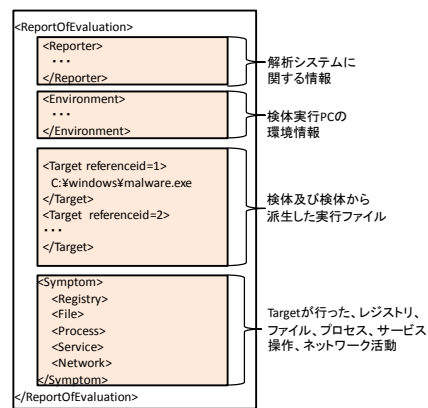 <ReportOfEvaluation>
<Reporter>
・・・
</Reporter>
解析システムに
関する情報
<Environment>
・・・
</Environment>
検体実行PCの
環境情報
<Target referenceid=1>
C:¥windows¥malware.exe
</Target>
<Target referenceid=2>
・・・
</Target>
検体及び検体から
派生した実行ファイル
<Symptom>
<Registry>
<File>
<Process>
<Service>
<Network>
</Symptom>
Targetが行った、レジストリ、
ファイル、プロセス、サービス
操作、ネットワーク活動
</ReportOfEvaluation>